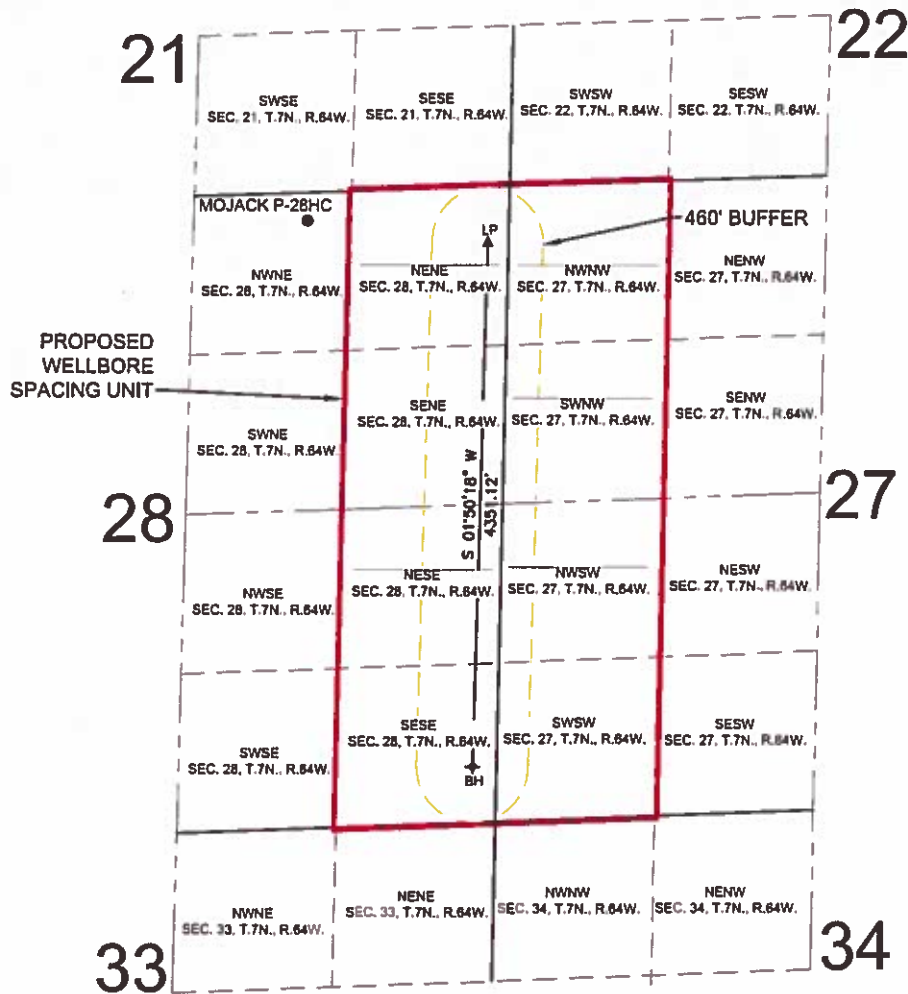 21
22
SWSE
SEC. 21, T.7N., R.64W.
SESE
SEC. 21, T.7N., R.64W.
SWSW
SEC. 22, T.7N., R.64W.
SESW
SEC. 22, T.7N., R.64W.
MOJACK P-28HC
LP
460' BUFFER
NWNE
SEC. 28, T.7N., R.64W.
NENE
SEC. 28, T.7N., R.64W.
NWNW
SEC. 27, T.7N., R.64W.
NENW
SEC. 27, T.7N., R.64W.
PROPOSED
WELLBORE
SPACING UNIT
SWNE
SEC. 28, T.7N., R.64W.
SENE
SEC. 28, T.7N., R.64W.
SWNW
SEC. 27, T.7N., R.64W.
SENW
SEC. 27, T.7N., R.64W.
S 01°50'18" W
4351.12'
28
27
NWSE
SEC. 28, T.7N., R.64W.
NESE
SEC. 28, T.7N., R.64W.
NWSW
SEC. 27, T.7N., R.64W.
NESW
SEC. 27, T.7N., R.64W.
SWSE
SEC. 28, T.7N., R.64W.
SESE
SEC. 28, T.7N., R.64W.
SWSW
SEC. 27, T.7N., R.64W.
SESW
SEC. 27, T.7N., R.64W.
BH
NWNE
SEC. 33, T.7N., R.64W.
NENE
SEC. 33, T.7N., R.64W.
NWNW
SEC. 34, T.7N., R.64W.
NENW
SEC. 34, T.7N., R.64W.
33
34